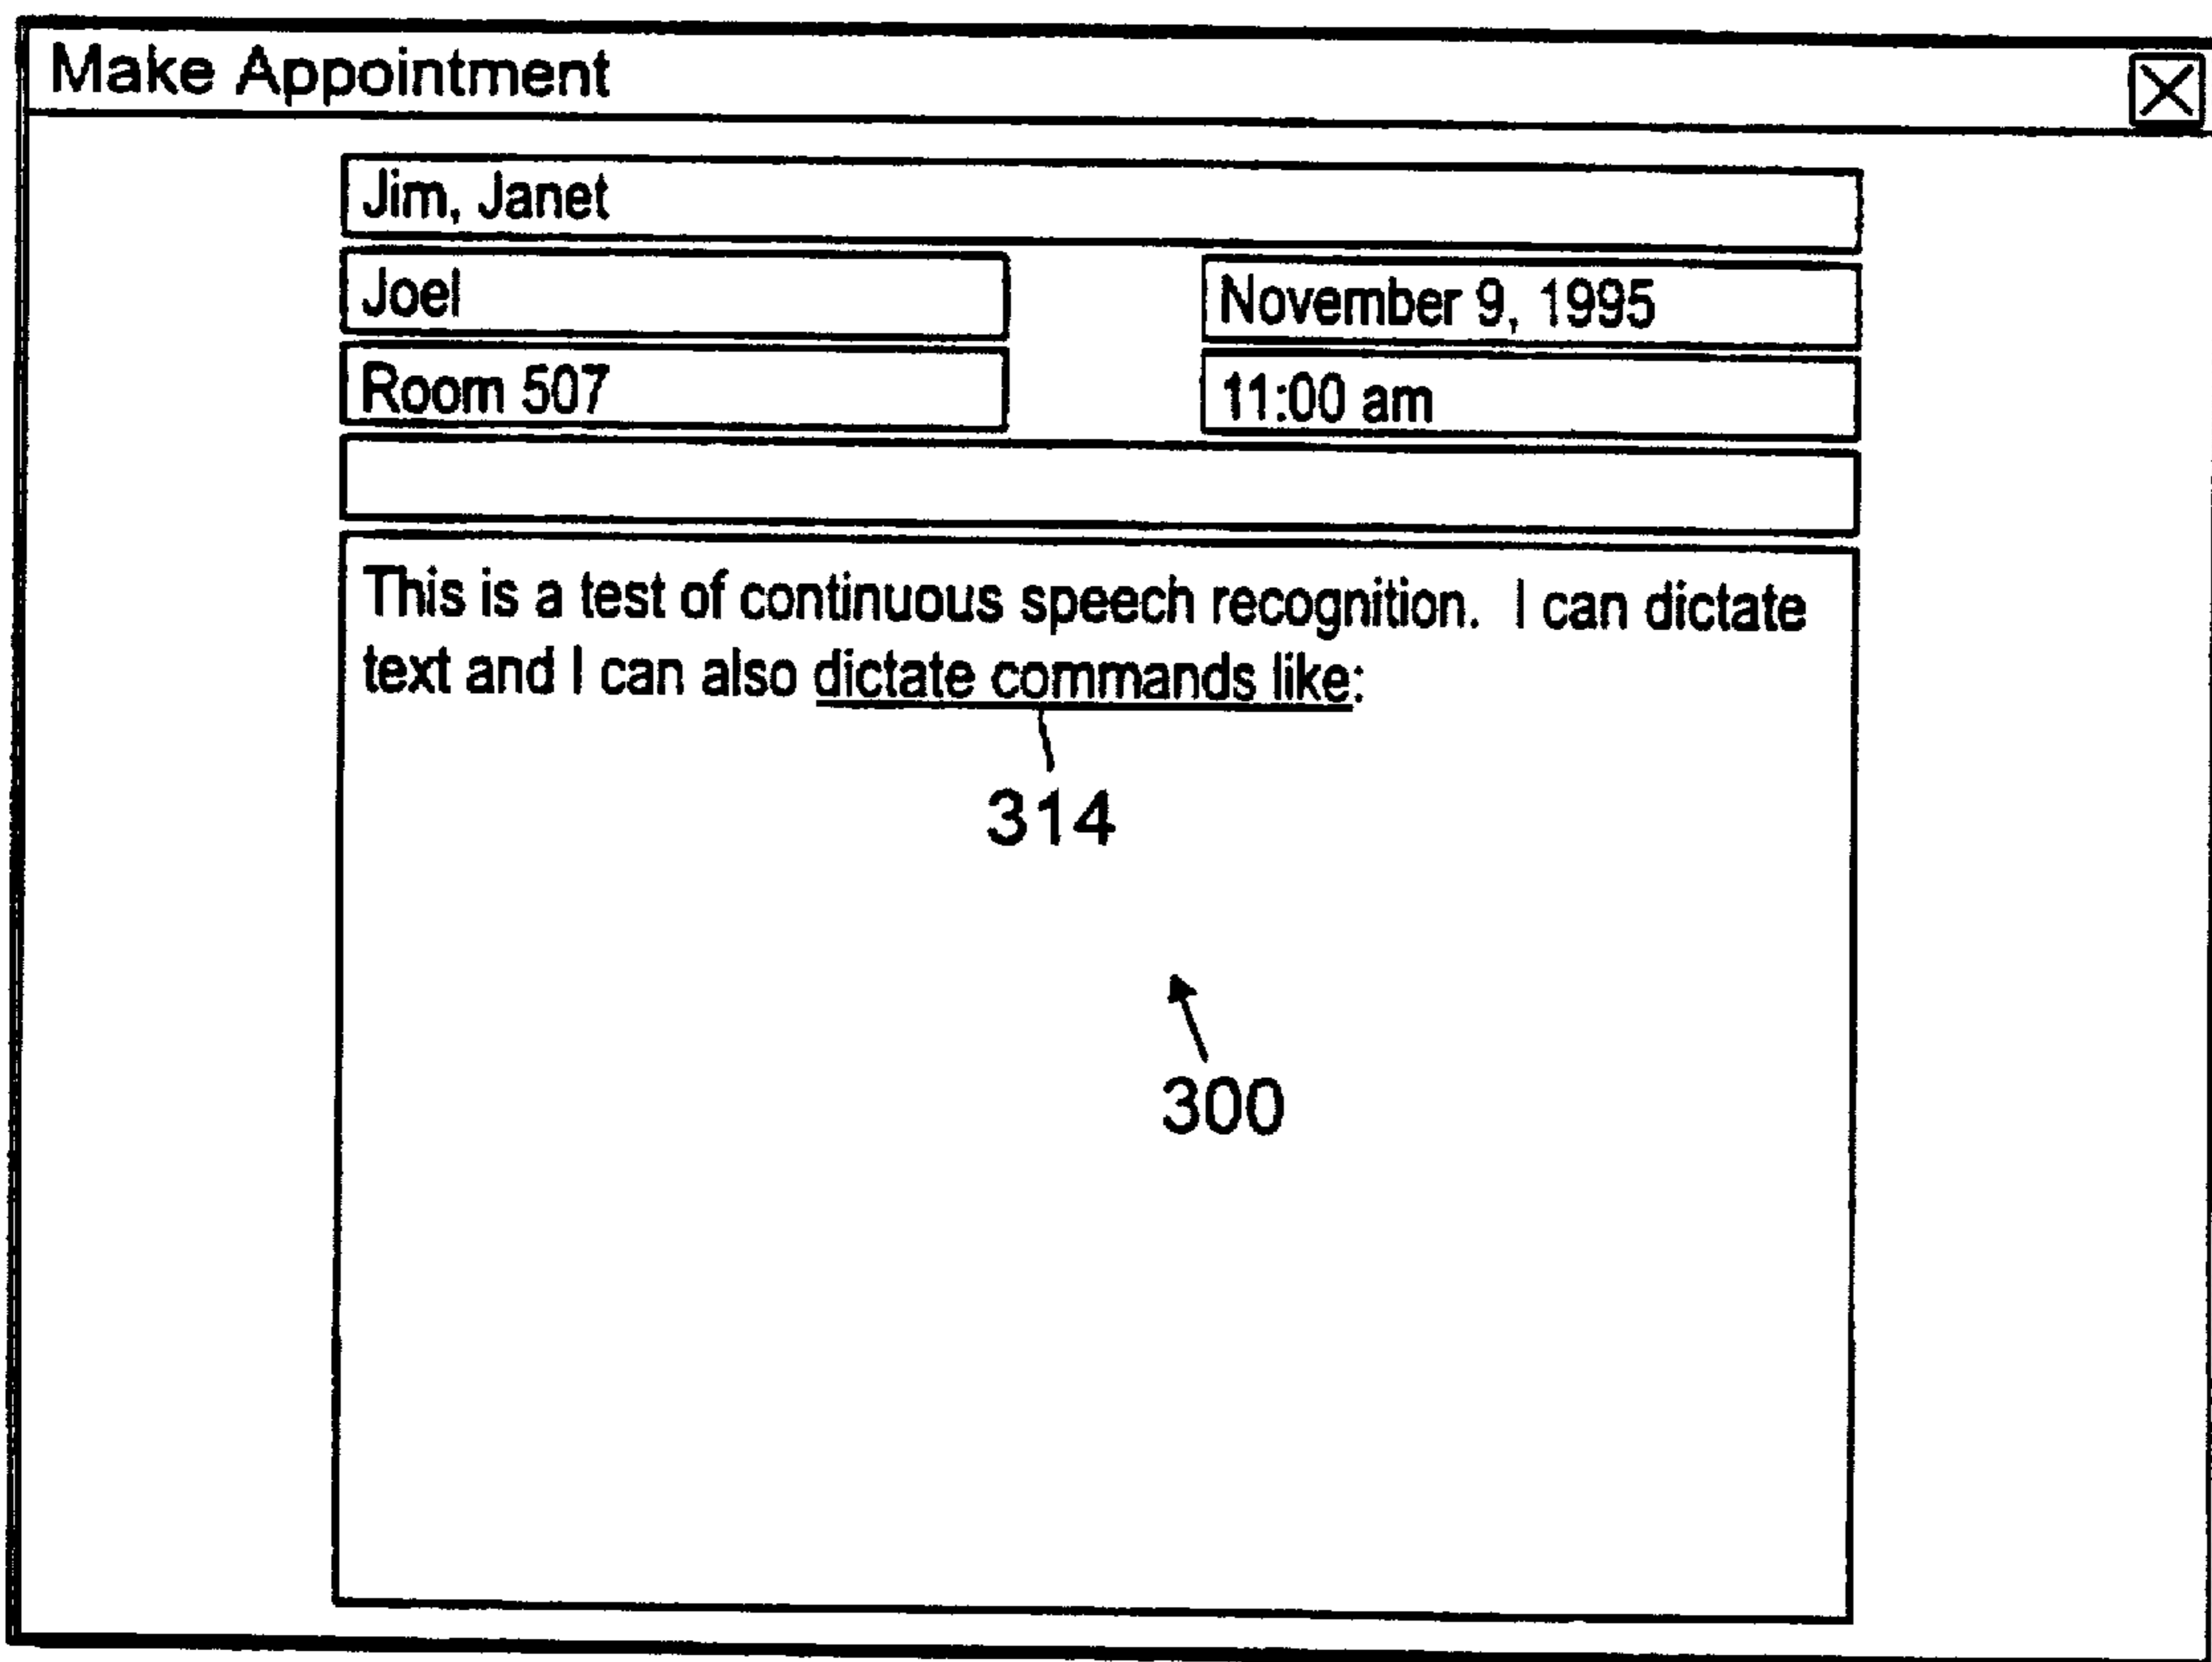 Make Appointment
Jim, Janet
Joel
November 9, 1995
Room 507
11:00 am
This is a test of continuous speech recognition.  I can dictate
text and I can also dictate commands like:
314
300